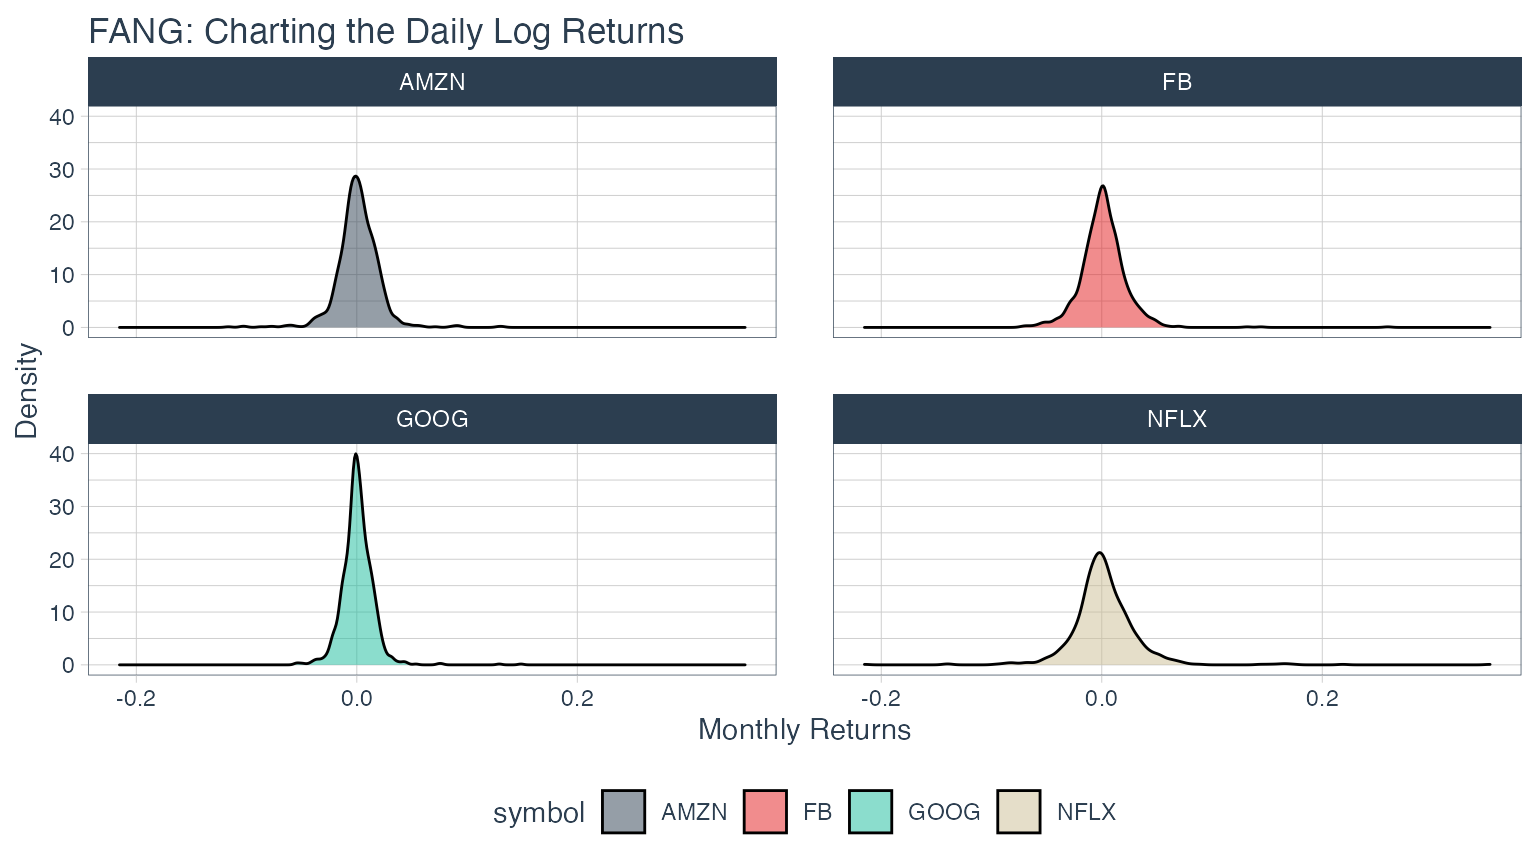 FANG: Charting the Daily Log Returns
AMZN
FB
40
30
20
10
0
Density
GOOG
NFLX
40
30
20
10
0
-0.2 0.0 0.2
-0.2 0.0 0.2
Monthly Returns
symbol AMZN FB GOOG NFLX